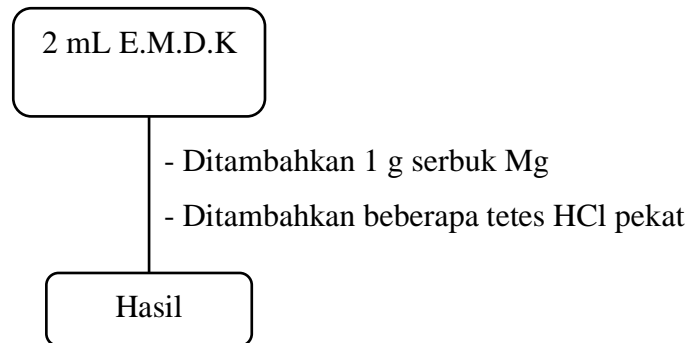 2 mL E.M.D.K
- Ditambahkan 1 g serbuk Mg
- Ditambahkan beberapa tetes HCl pekat
Hasil